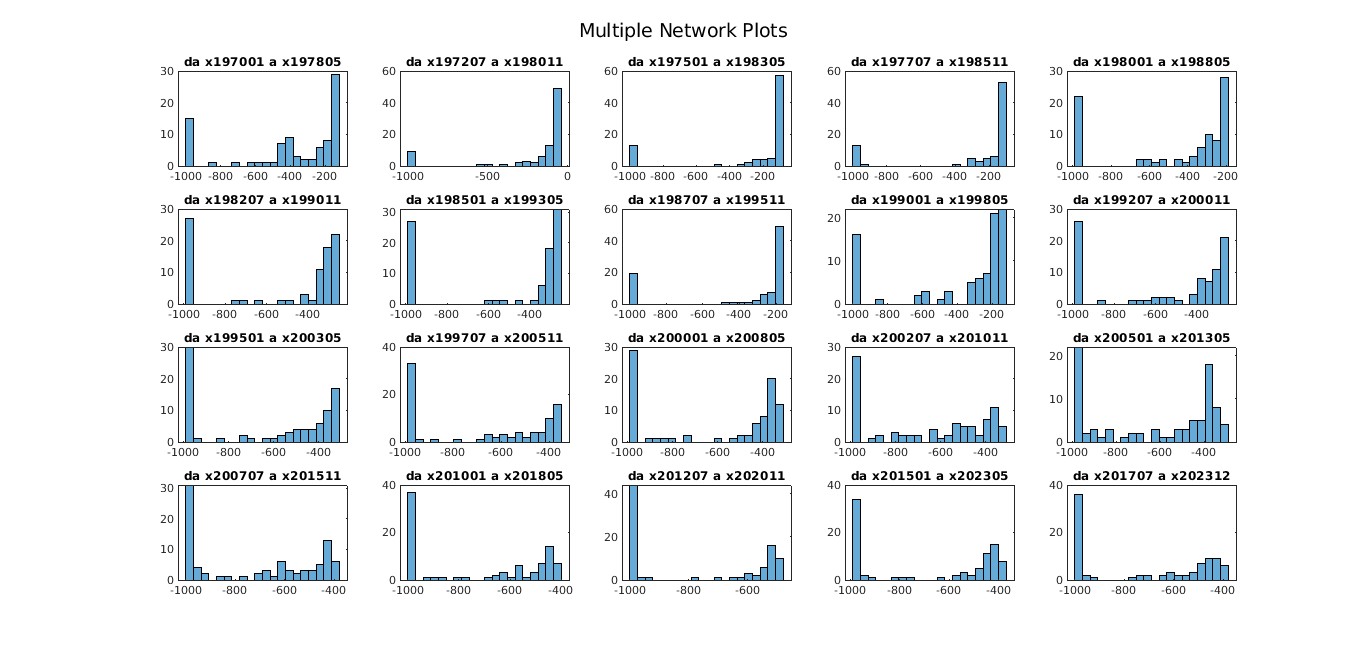 Multiple Network Plots
da x197001 a x197805 da x197207 a x198011 da x197501 a x198305 da x197707 a x198511 da x198001 a x198805
30 60 60 60 30
20 40 40 40 20
10 20 20 20 10
0 0 0 0 0
-1000 -800 -600 -400 -200 -1000 -500 0 -1000 -800 -600 -400 -200 -1000 -800 -600 -400 -200 -1000 -800 -600 -400 -200
da x198207 a x199011 da x198501 a x199305 da x198707 a x199511 da x199001 a x199805 da x199207 a x200011
30 30 60 20 30
20 20 40 10 20
10 10 20 0 10
0 0 0 0
-1000 -800 -600 -400 -1000 -800 -600 -400 -1000 -800 -600 -400 -200 -1000 -800 -600 -400 -200 -1000 -800 -600 -400
da x199501 a x200305 da x199707 a x200511 da x200001 a x200805 da x200207 a x201011 da x200501 a x201305
30 40 30 30 20
20 20 20 20 10
10 0 10 10 0
0 0 0
-1000 -800 -600 -400 -1000 -800 -600 -400 -1000 -800 -600 -400 -1000 -800 -600 -400 -1000 -800 -600 -400
da x200707 a x201511 da x201001 a x201805 da x201207 a x202011 da x201501 a x202305 da x201707 a x202312
30 40 40 40 40
20 20 20 20 20
10 0 0 0 0
0
-1000 -800 -600 -400 -1000 -800 -600 -400 -1000 -800 -600 -1000 -800 -600 -400 -1000 -800 -600 -400